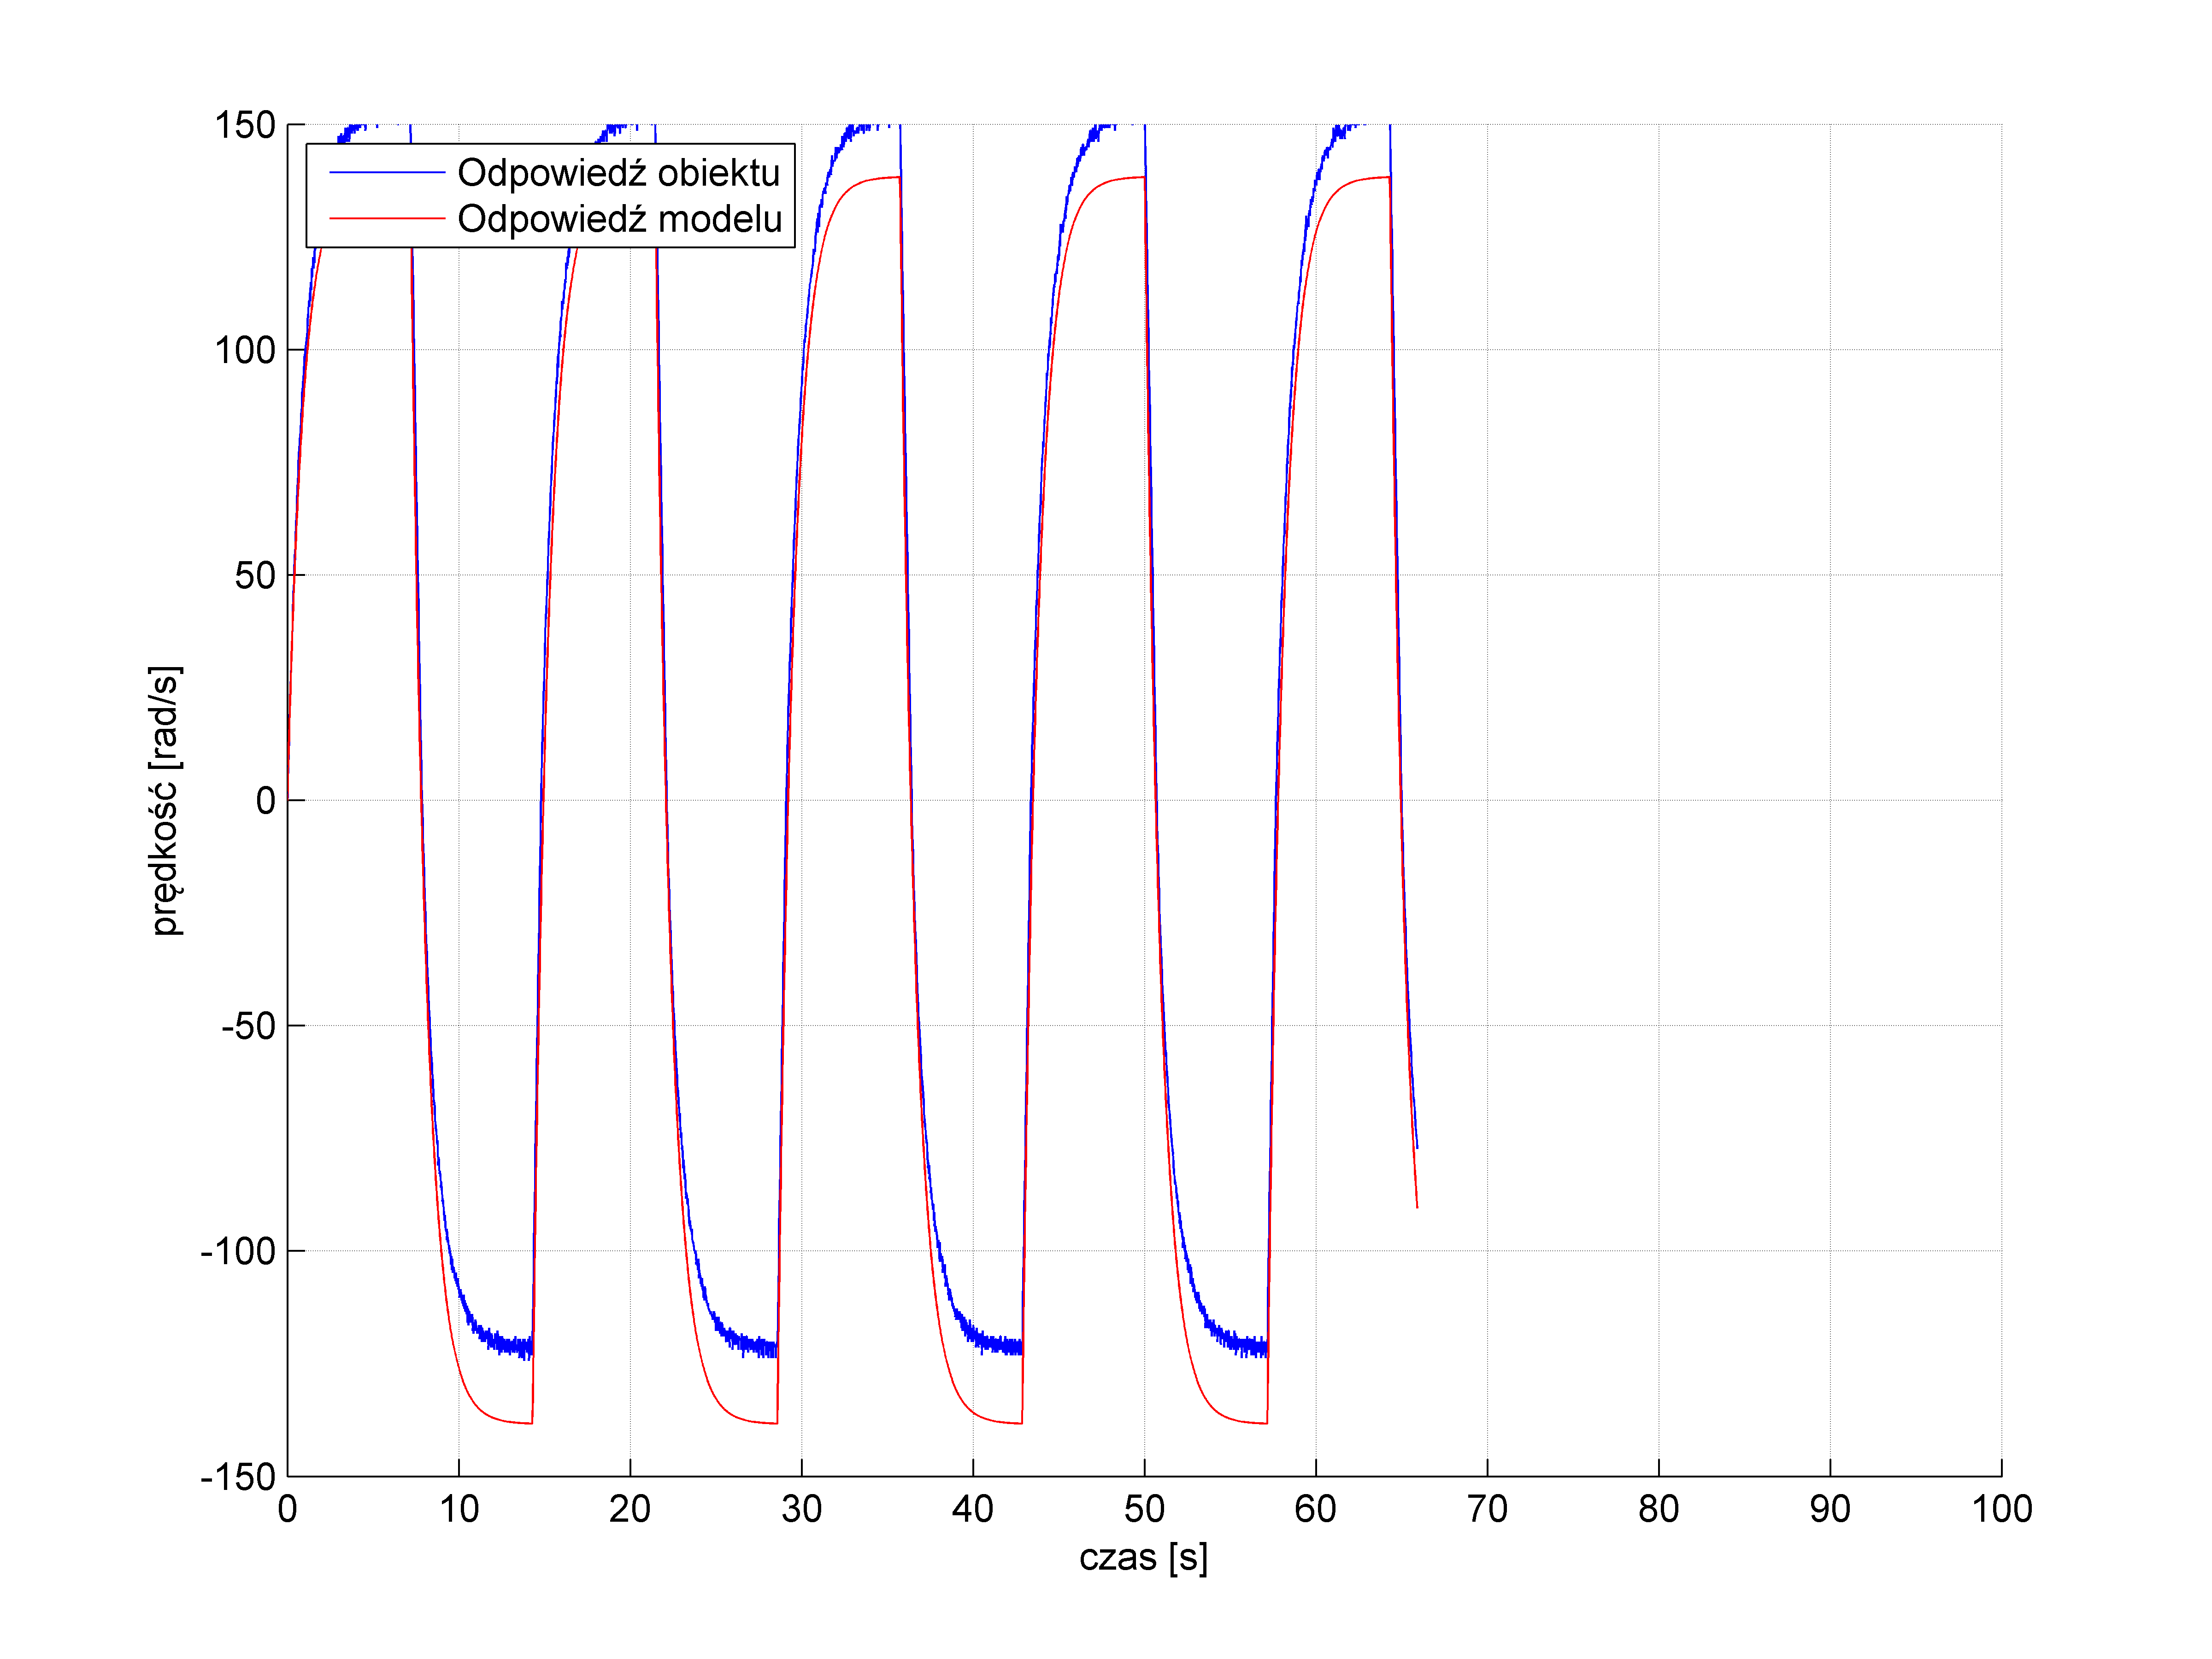 150
100
50
0
-50
-100
-150
Odpowiedź obiektu
Odpowiedź modelu
prędkość [rad/s]
0 10 20 30 40 50 60 70 80 90 100
czas [s]